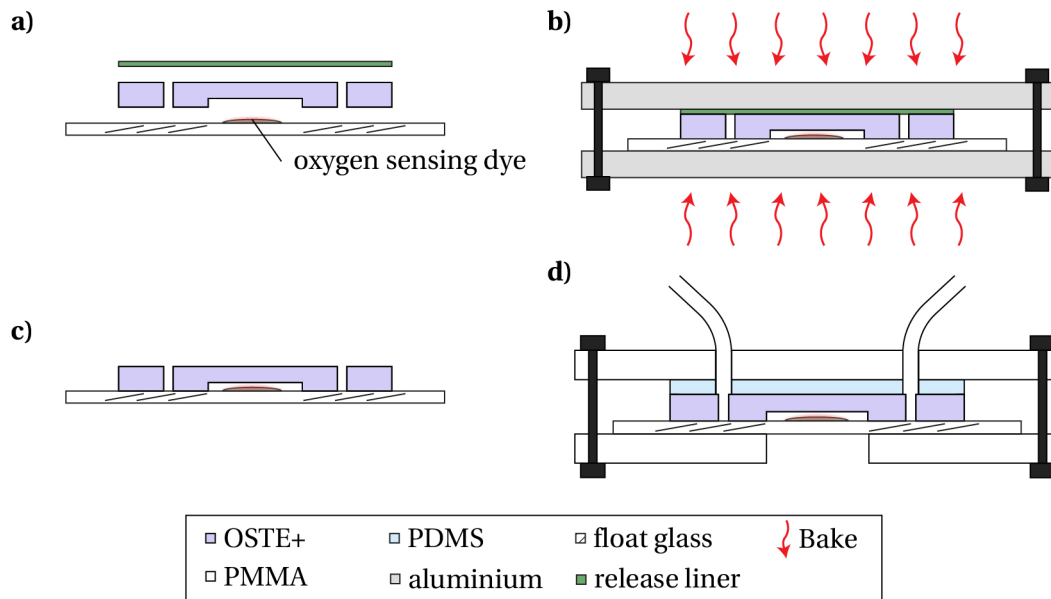 a)
b)
oxygen sensing dye
c)
d)
OSTE+ PDMS float glass Bake
PMMA aluminium release liner